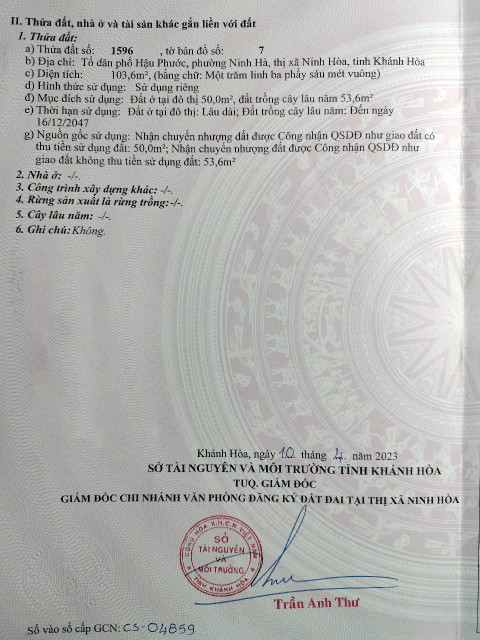 II. Thửa đất, nhà ở và tài sản khác gắn liền với đất
1. Thửa đất:
a) Thửa đất số: 1596 , tờ bản đồ số: 7
b) Địa chỉ: Tổ dân phố Hậu Phước, phường Ninh Hà, thị xã Ninh Hòa, tỉnh Khánh Hòa
c) Diện tích: 103,6m², (bằng chữ: Một trăm linh ba phẩy sáu mét vuông)
d) Hình thức sử dụng: Sử dụng riêng
đ) Mục đích sử dụng: Đất ở tại đô thị 50,0m², đất trồng cây lâu năm 53,6m²
e) Thời hạn sử dụng: Đất ở tại đô thị: Lâu dài; Đất trồng cây lâu năm: Đến ngày
16/12/2047
g) Nguồn gốc sử dụng: Nhận chuyển nhượng đất được Công nhận QSDĐ như giao đất có
thu tiền sử dụng đất: 50,0m²; Nhận chuyển nhượng đất được Công nhận QSDĐ như
giao đất không thu tiền sử dụng đất: 53,6m²
2. Nhà ở: -/-.
3. Công trình xây dựng khác: -/-.
4. Rừng sản xuất là rừng trồng:-/-.
5. Cây lâu năm: -/-.
6. Ghi chú: Không.
Khánh Hòa, ngày 10 tháng 4 năm 2023
SỞ TÀI NGUYÊN VÀ MÔI TRƯỜNG TỈNH KHÁNH HÒA
TUQ. GIÁM ĐỐC
GIÁM ĐỐC CHI NHÁNH VĂN PHÒNG ĐĂNG KÝ ĐẤT ĐAI TẠI THỊ XÃ NINH HÒA
CỘNG HÒA X.H.C.N VIỆT NAM
SỞ
TÀI NGUYÊN
VÀ
MÔI TRƯỜNG
TỈNH KHÁNH HÒA
Trần Anh Thư
Số vào sổ cấp GCN: CS-04859